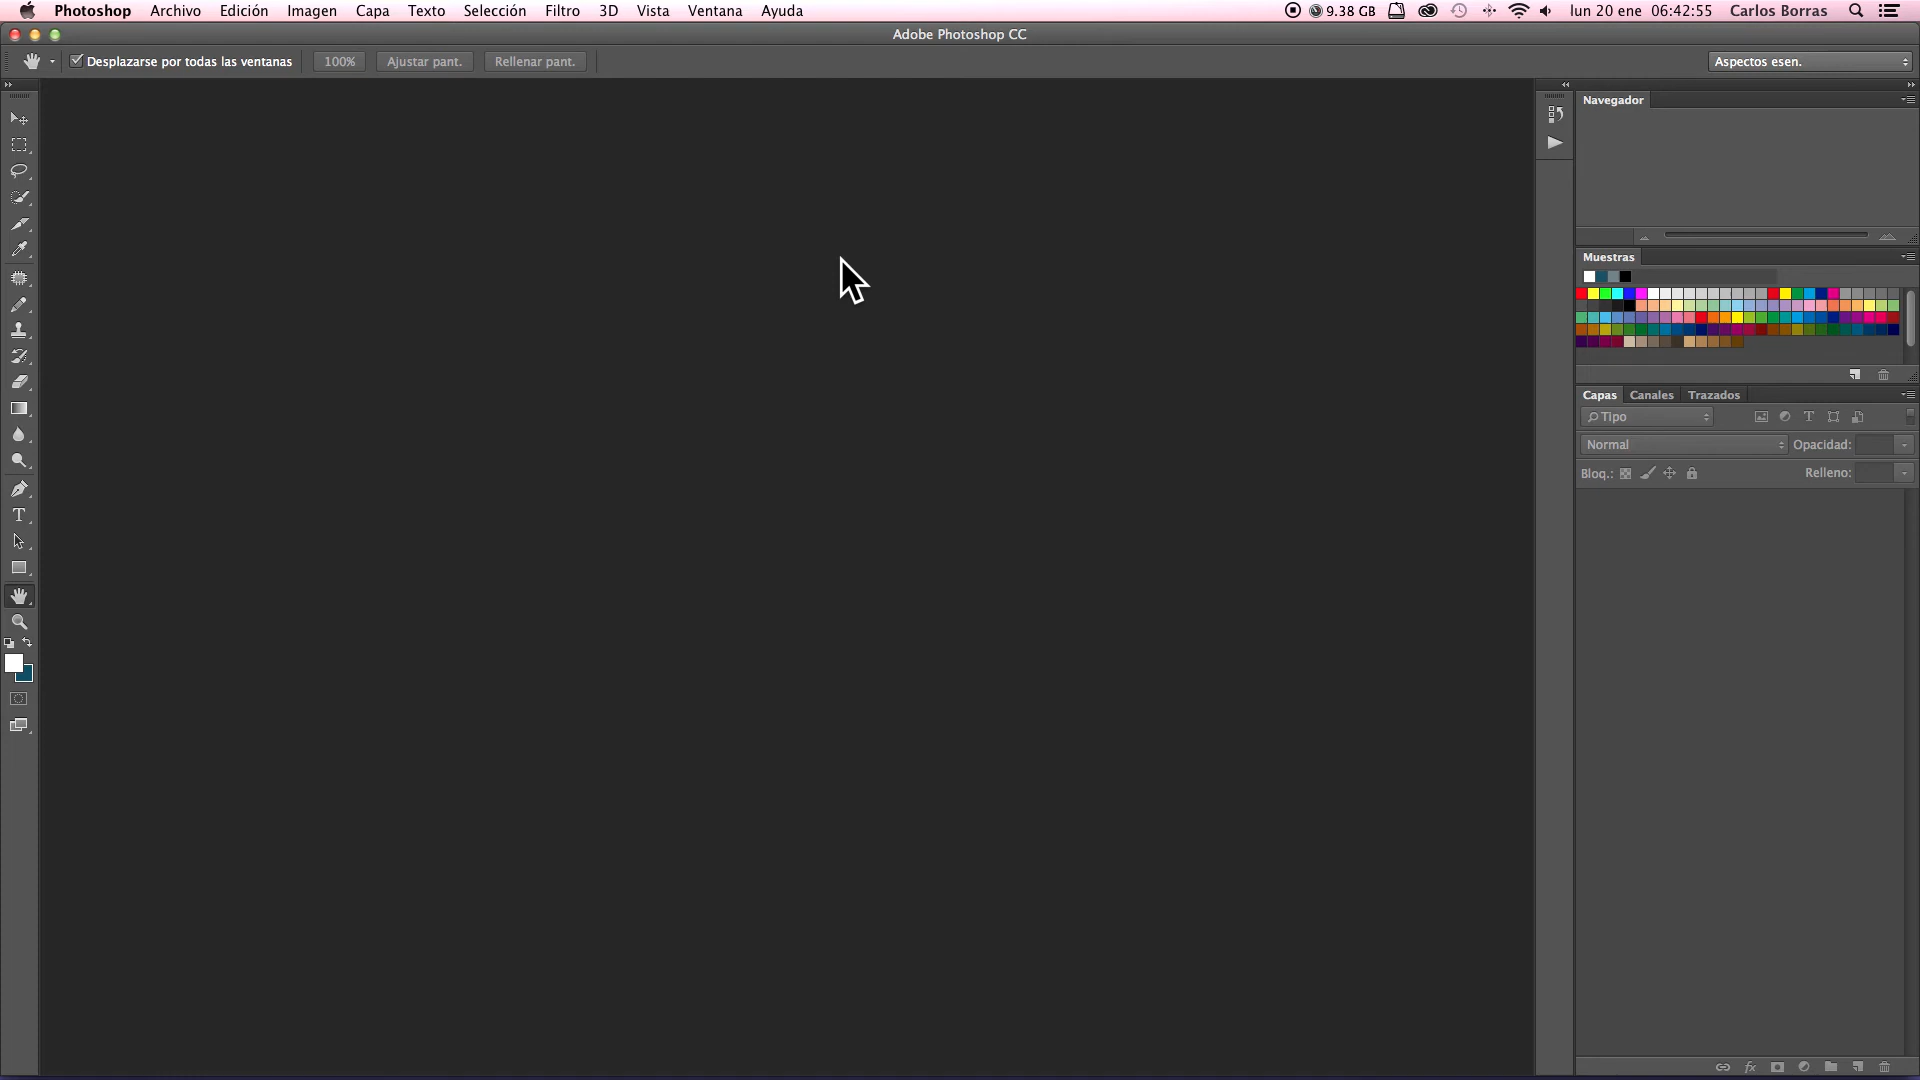 Photoshop Archivo Edición Imagen Capa Texto Selección Filtro 3D Vista Ventana Ayuda 9.38 GB lun 20 ene 06:42:55 Carlos Borras
Adobe Photoshop CC
Desplazarse por todas las ventanas 100% Ajustar pant. Rellenar pant. Aspectos esen.
Navegador
Muestras
Capas Canales Trazados
Tipo
Normal Opacidad:
Bloq.: Relleno: